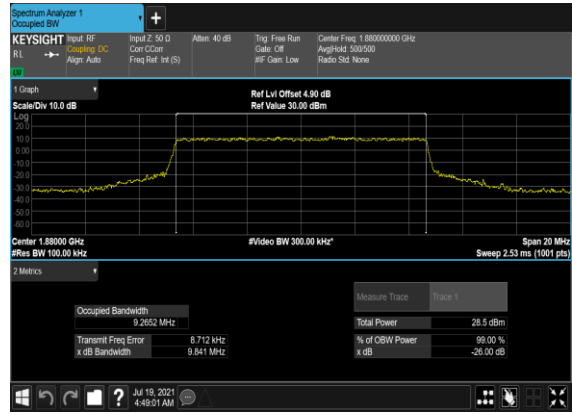 Spectrum Analyzer 1
Occupied BW
+
KEYSIGHT Input: RF Input Z: 50 Ω Atten: 40 dB Trig: Free Run Center Freq: 1.880000000 GHz
RL Coupling: DC Corr CCorr Gate: Off Avg|Hold: 500/500
Align: Auto Freq Ref: Int (S) #IF Gain: Low Radio Std: None
1 Graph
Ref Lvl Offset 4.90 dB
Scale/Div 10.0 dB Ref Value 30.00 dBm
Log
20.0
10.0
0.00
-10.0
-20.0
-30.0
-40.0
-50.0
-60.0
Center 1.88000 GHz #Video BW 300.00 kHz* Span 20 MHz
#Res BW 100.00 kHz Sweep 2.53 ms (1001 pts)
2 Metrics
Measure Trace Trace 1
Occupied Bandwidth
9.2652 MHz Total Power 28.5 dBm
Transmit Freq Error 8.712 kHz % of OBW Power 99.00 %
x dB Bandwidth 9.841 MHz x dB -26.00 dB
? Jul 19, 2021
4:49:01 AM